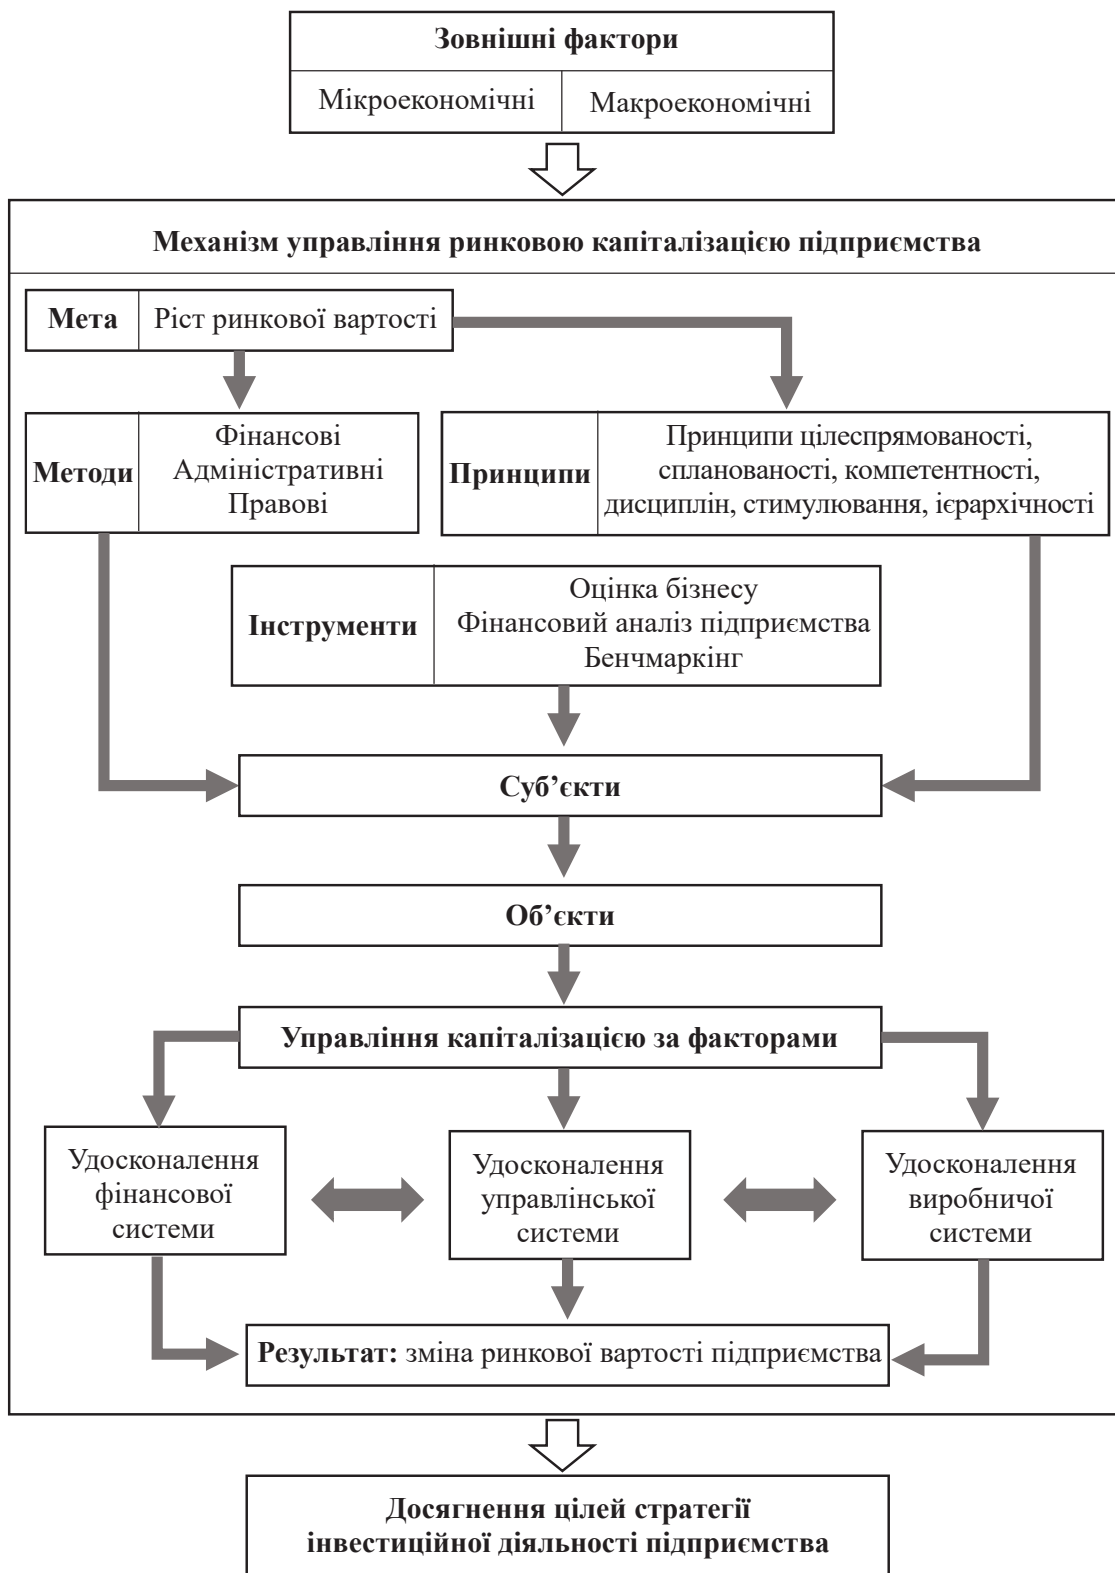 Зовнішні фактори
Мікроекономічні
Макроекономічні
Механізм управління ринковою капіталізацією підприємства
Мета
Ріст ринкової вартості
Методи
Фінансові
Адміністративні
Правові
Принципи
Принципи цілеспрямованості,
спланованості, компетентності,
дисциплін, стимулювання, ієрархічності
Інструменти
Оцінка бізнесу
Фінансовий аналіз підприємства
Бенчмаркінг
Суб’єкти
Об’єкти
Управління капіталізацією за факторами
Удосконалення
фінансової
системи
Удосконалення
управлінської
системи
Удосконалення
виробничої
системи
Результат: зміна ринкової вартості підприємства
Досягнення цілей стратегії
інвестиційної діяльності підприємства